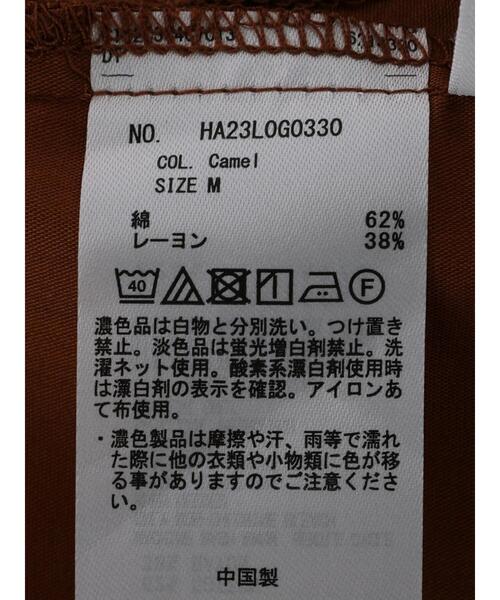 NO. HA23L0G0330
COL. Camel
SIZE M
綿 62%
レーヨン 38%
40 F
濃色品は白物と分別洗い。つけ置き
禁止。淡色品は蛍光増白剤禁止。洗
濯ネット使用。酸素系漂白剤使用時
は漂白剤の表示を確認。アイロンあ
て布使用。
・濃色製品は摩擦や汗、雨等で濡れ
た際に他の衣類や小物類に色が移
る事がありますのでご注意くださ
い。
中国製